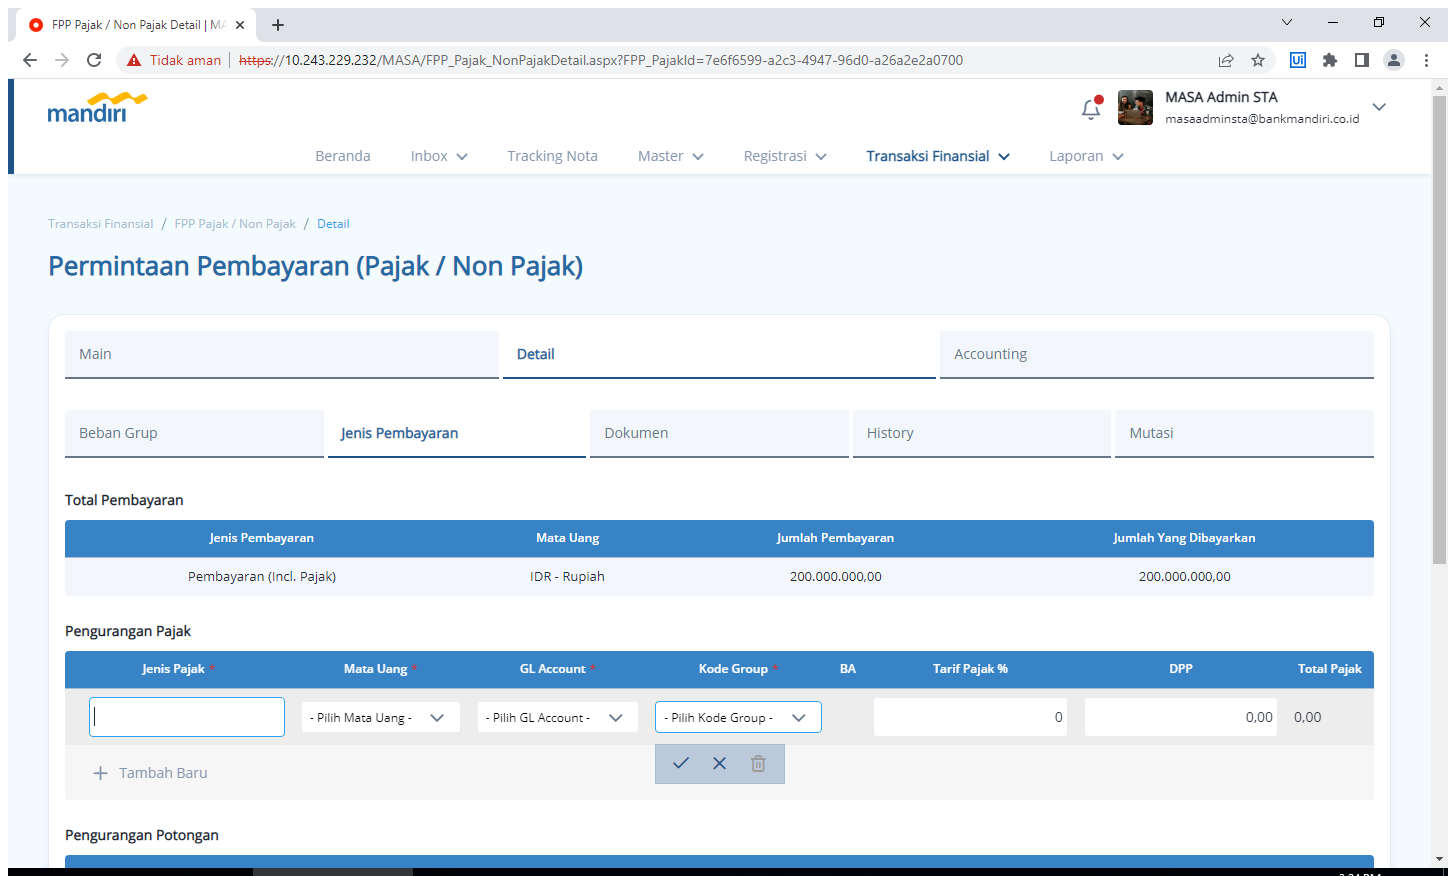 FPP Pajak / Non Pajak Detail | MA
Tidak aman | https://10.243.229.232/MASA/FPP_Pajak_NonPajakDetail.aspx?FPP_PajakId=7e6f6599-a2c3-4947-96d0-a26a2e2a0700
mandiri
MASA Admin STA
masaadminsta@bankmandiri.co.id
Beranda Inbox Tracking Nota Master Registrasi Transaksi Finansial Laporan
Transaksi Finansial / FPP Pajak / Non Pajak / Detail
Permintaan Pembayaran (Pajak / Non Pajak)
Main Detail Accounting
Beban Grup Jenis Pembayaran Dokumen History Mutasi
Total Pembayaran
Jenis Pembayaran Mata Uang Jumlah Pembayaran Jumlah Yang Dibayarkan
Pembayaran (Incl. Pajak) IDR - Rupiah 200.000.000,00 200.000.000,00
Pengurangan Pajak
Jenis Pajak * Mata Uang * GL Account * Kode Group * BA Tarif Pajak % DPP Total Pajak
- Pilih Mata Uang - - Pilih GL Account - - Pilih Kode Group - 0 0,00 0,00
+ Tambah Baru
Pengurangan Potongan